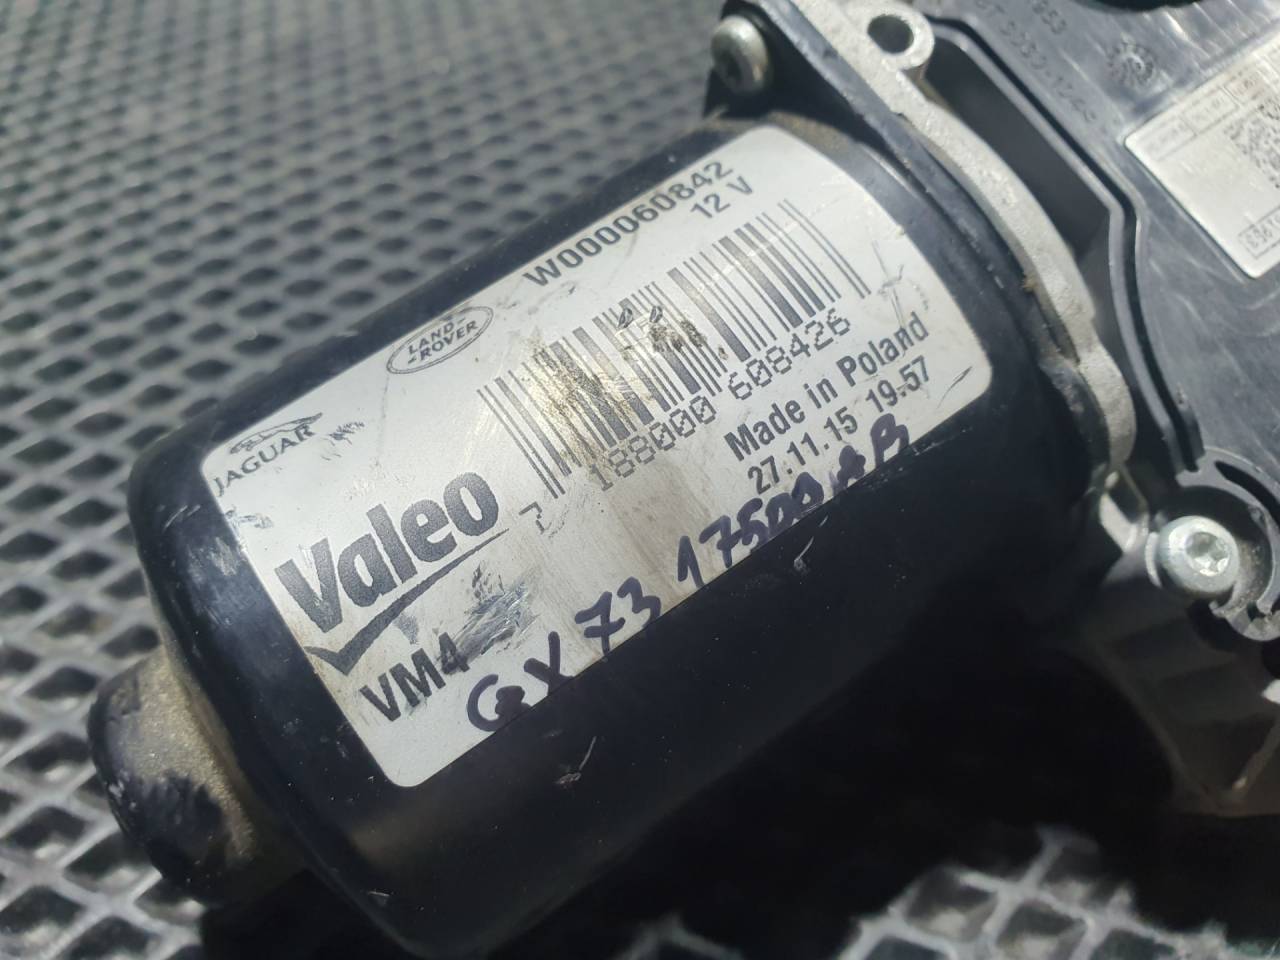 W000060842
12 V
LAND-
-ROVER
JAGUAR
188000 608426
Made in Poland
27.11.15 19:57
Valeo
VM4
GX73 17508 AB